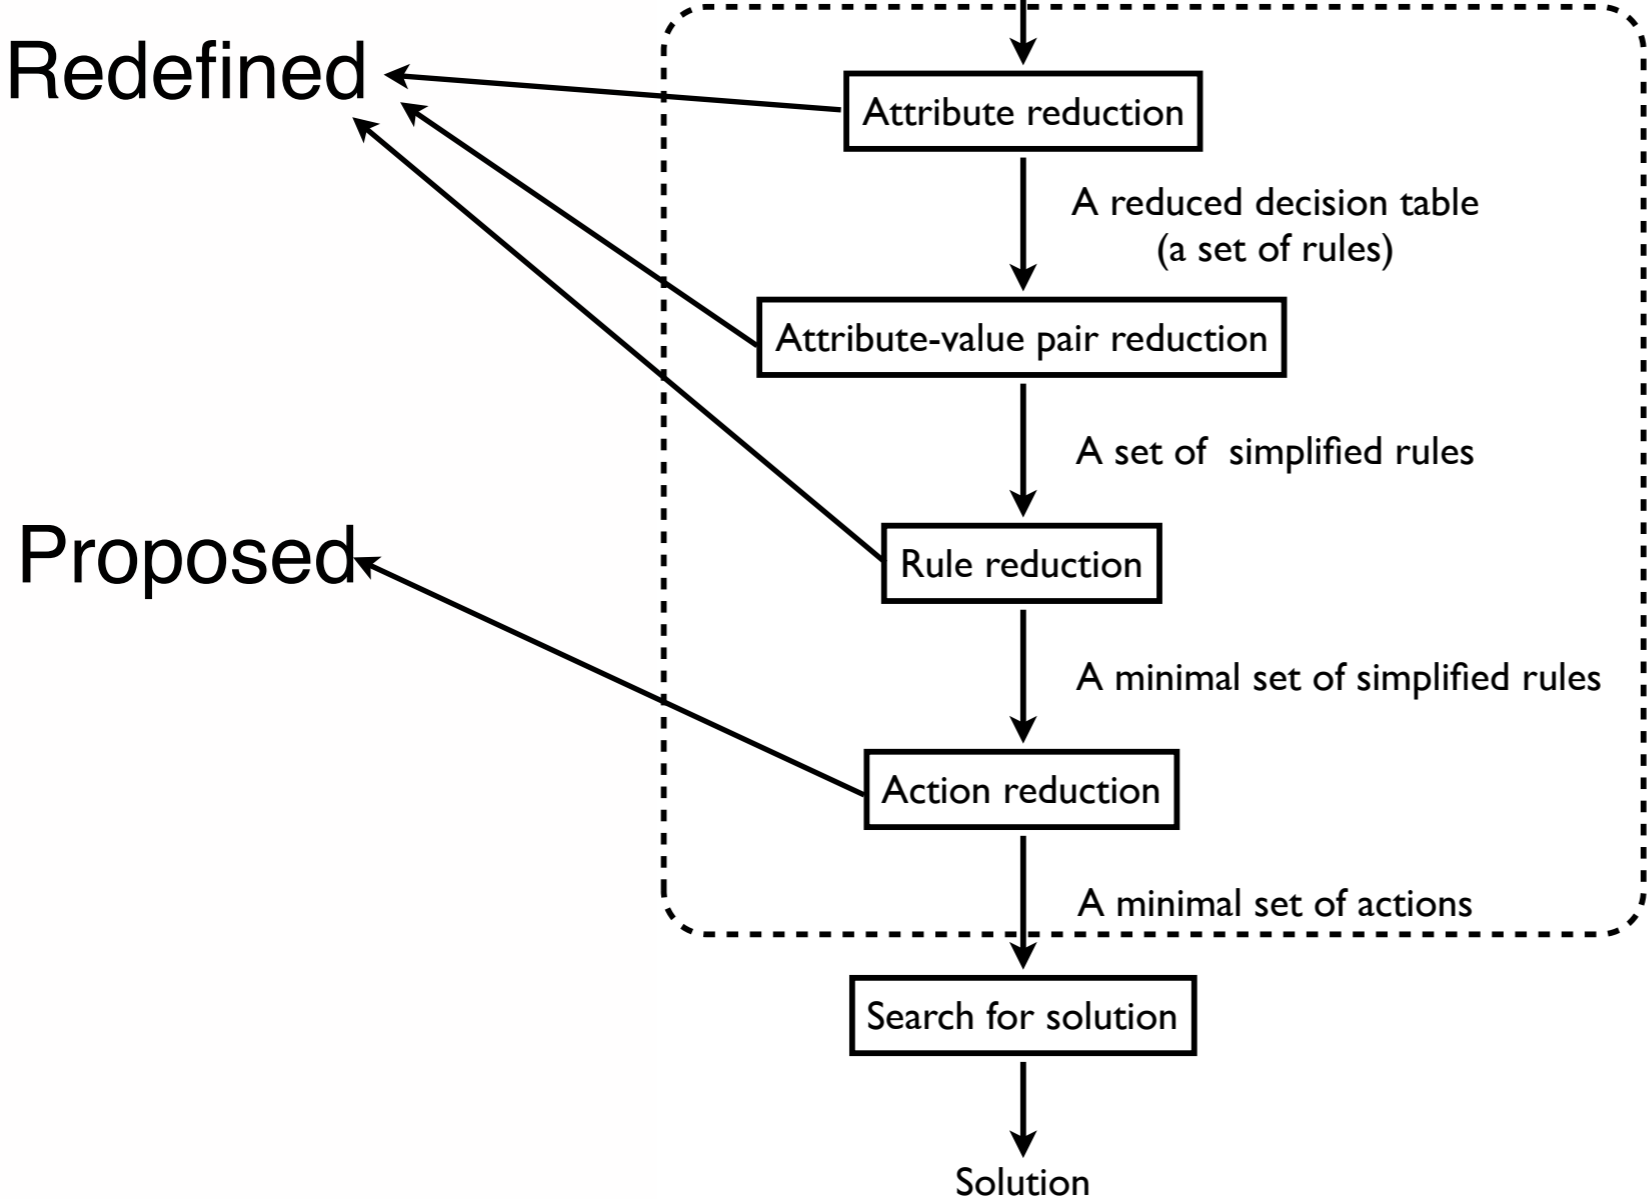 Redefined
Attribute reduction
A reduced decision table
(a set of rules)
Attribute-value pair reduction
A set of simplified rules
Proposed
Rule reduction
A minimal set of simplified rules
Action reduction
A minimal set of actions
Search for solution
Solution